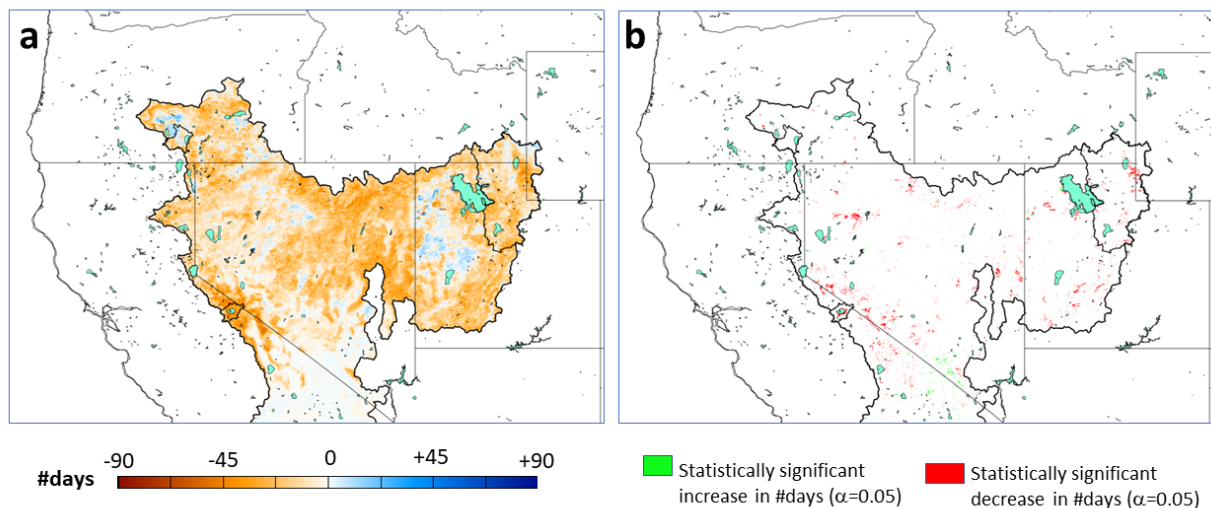 a
b
-90 -45 0 +45 +90
#days
Statistically significant
increase in #days (α=0.05)
Statistically significant
decrease in #days (α=0.05)